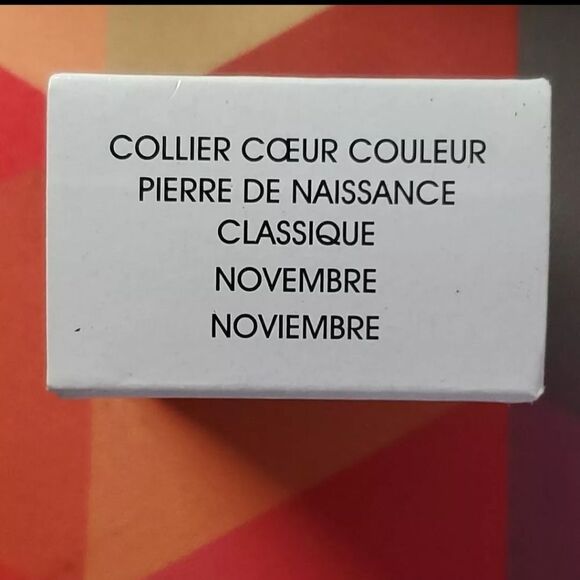 COLLIER CŒUR COULEUR
PIERRE DE NAISSANCE
CLASSIQUE
NOVEMBRE
NOVIEMBRE